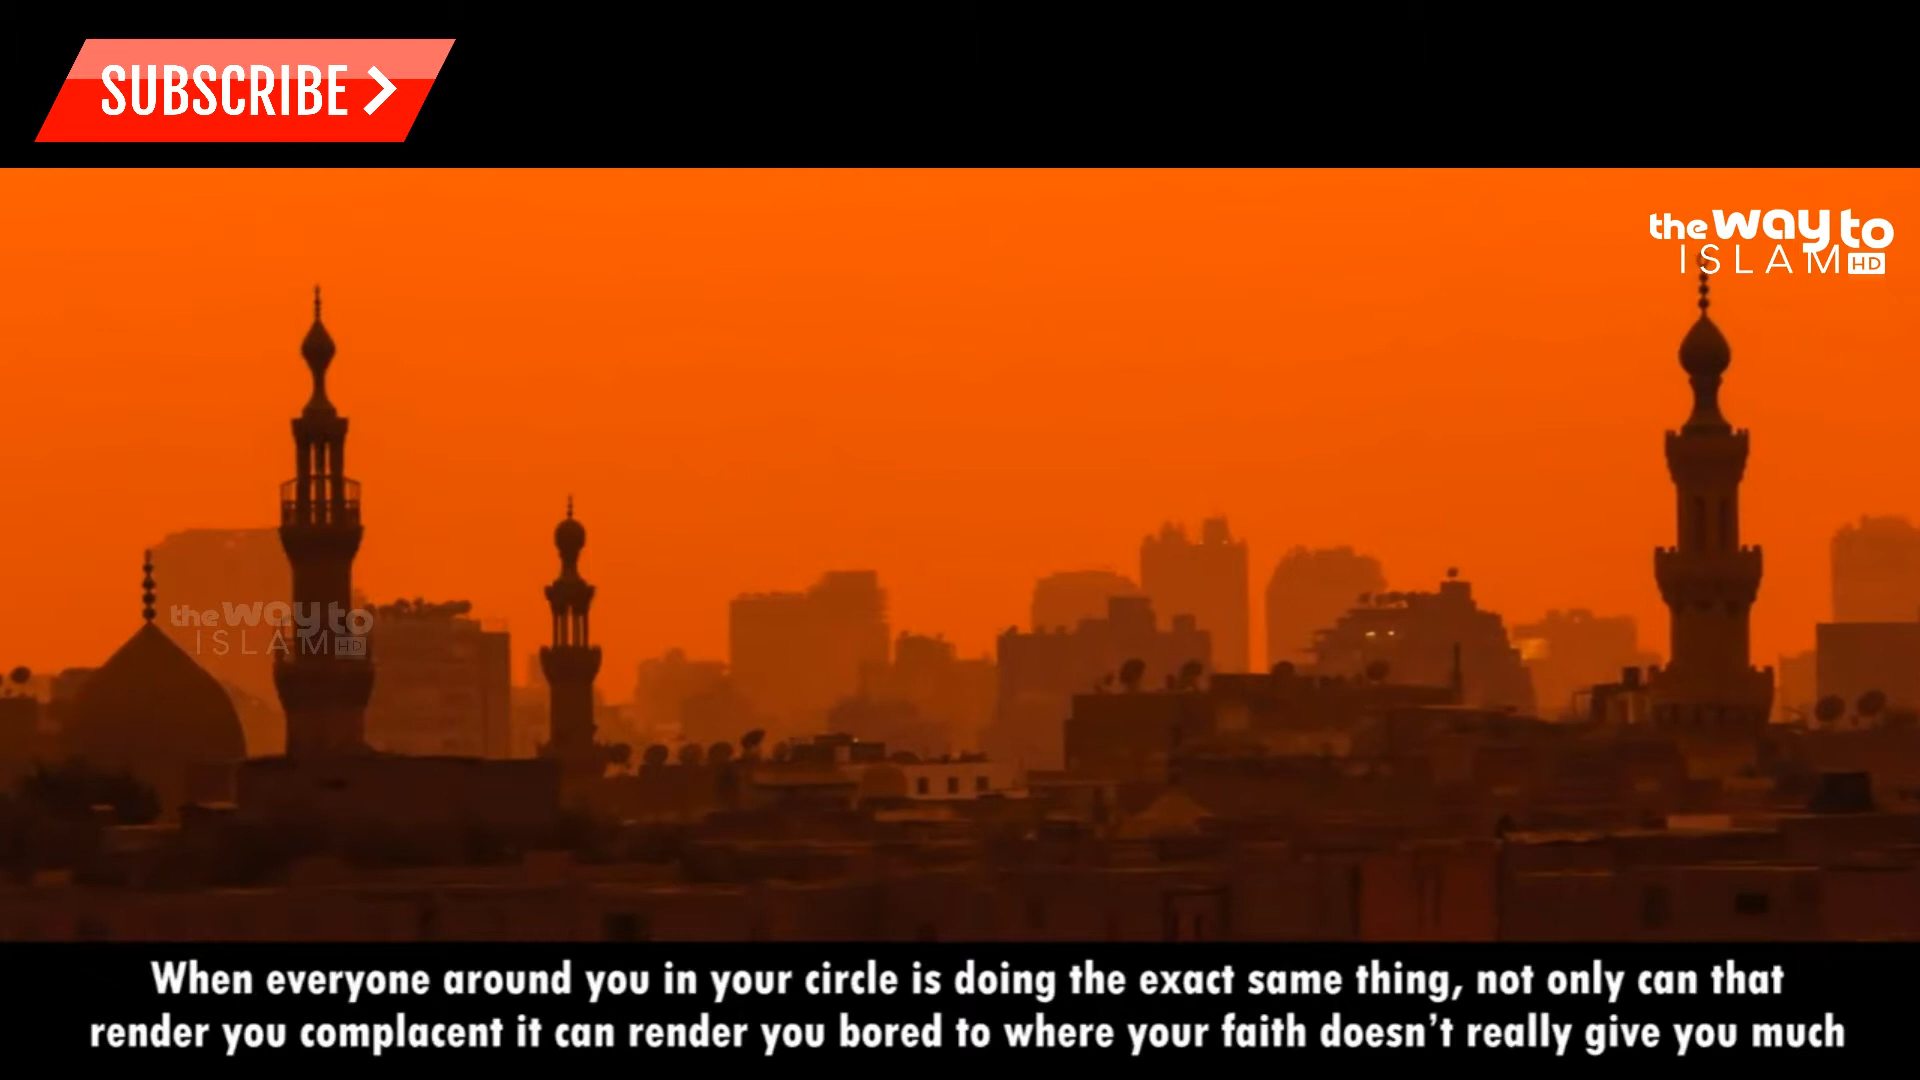 SUBSCRIBE
the way to
ISLAM HD
the way to
ISLAM HD
When everyone around you in your circle is doing the exact same thing, not only can that
render you complacent it can render you bored to where your faith doesn't really give you much